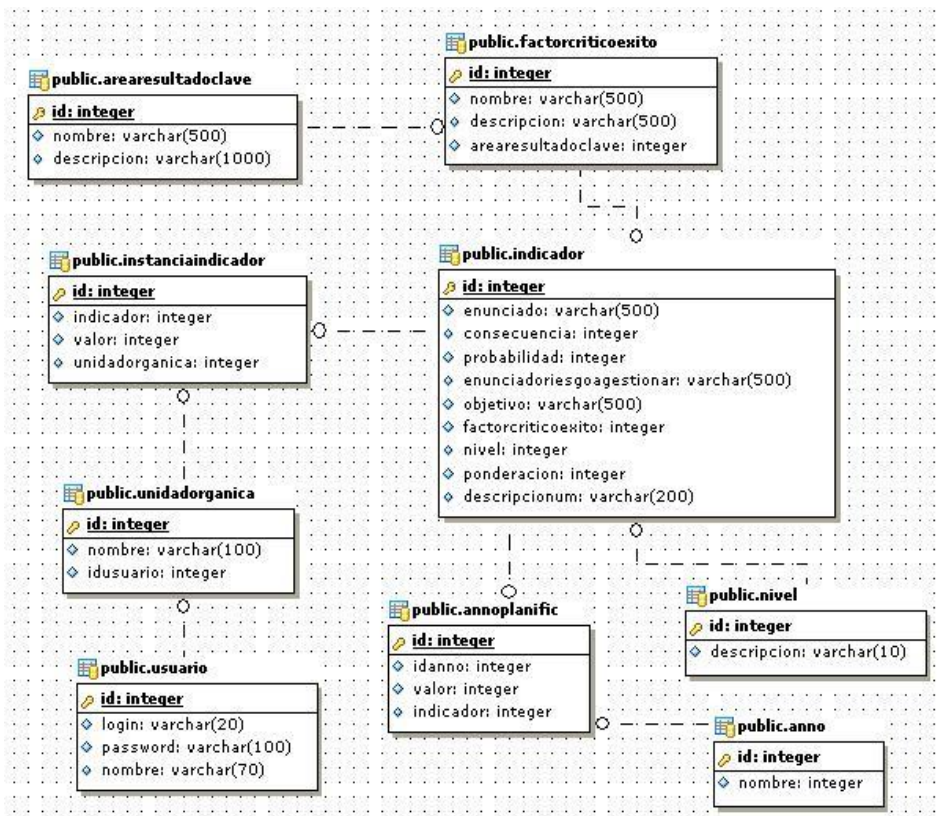 public.factorcriticoexito
id: integer
nombre: varchar(500)
descripcion: varchar(500)
arearesultadoclave: integer
public.arearesultadoclave
id: integer
nombre: varchar(500)
descripcion: varchar(1000)
public.instanciaindicador
id: integer
indicador: integer
valor: integer
unidadorganica: integer
public.indicador
id: integer
enunciado: varchar(500)
consecuencia: integer
probabilidad: integer
enunciadoriesgoagestionar: varchar(500)
objetivo: varchar(500)
factorcriticoexito: integer
nivel: integer
ponderacion: integer
descripcionum: varchar(200)
public.unidadorganica
id: integer
nombre: varchar(100)
idusuario: integer
public.usuario
id: integer
login: varchar(20)
password: varchar(100)
nombre: varchar(70)
public.annoplanific
id: integer
idanno: integer
valor: integer
indicador: integer
public.nivel
id: integer
descripcion: varchar(10)
public.anno
id: integer
nombre: integer